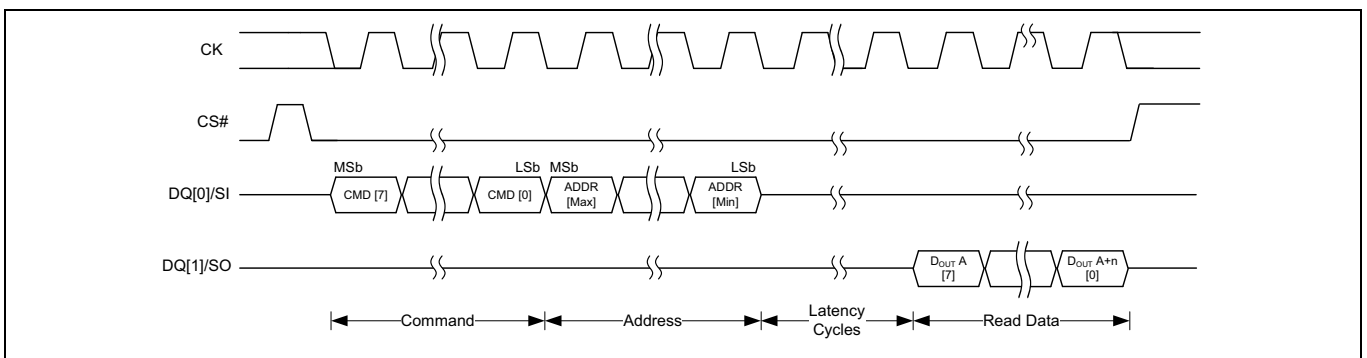 CK
CS#
MSb LSb MSb LSb
DQ[0]/SI CMD [7] CMD [0] ADDR [Max] ADDR [Min]
DQ[1]/SO DOUT A [7] DOUT A+n [0]
Command Address Latency Cycles Read Data